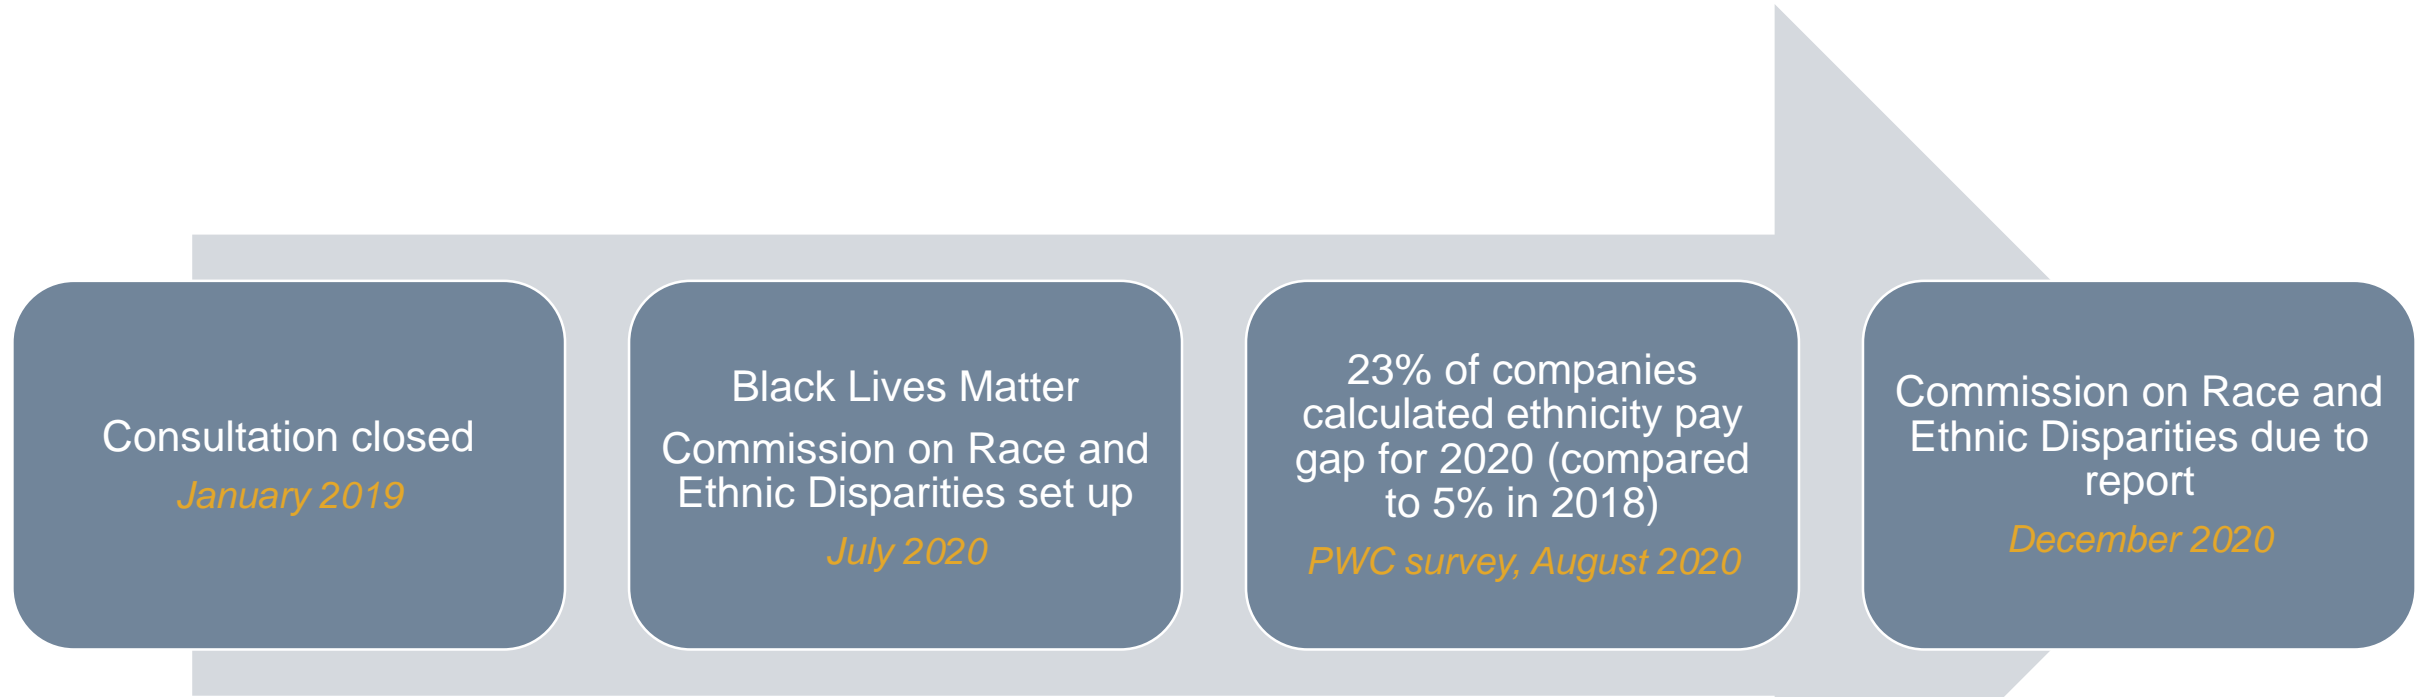 Consultation closed
January 2019
Black Lives Matter
Commission on Race and
Ethnic Disparities set up
July 2020
23% of companies
calculated ethnicity pay
gap for 2020 (compared
to 5% in 2018)
PWC survey, August 2020
Commission on Race and
Ethnic Disparities due to
report
December 2020